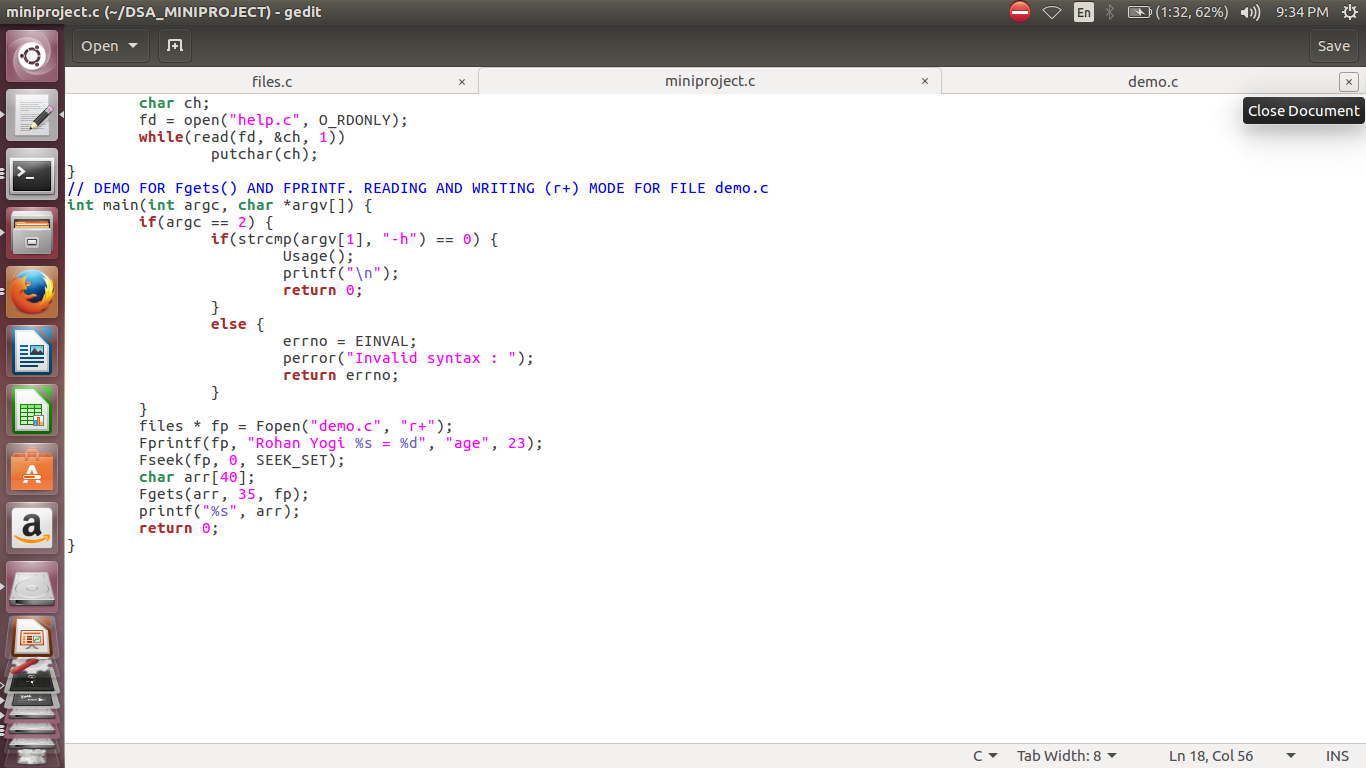 miniproject.c (~/DSA_MINIPROJECT) - gedit
En
(1:32, 62%)
9:34 PM
Open
Save
files.c ×
miniproject.c ×
demo.c ×
Close Document
        char ch;
        fd = open("help.c", O_RDONLY);
        while(read(fd, &ch, 1))
                putchar(ch);
}
// DEMO FOR Fgets() AND FPRINTF. READING AND WRITING (r+) MODE FOR FILE demo.c
int main(int argc, char *argv[]) {
        if(argc == 2) {
                if(strcmp(argv[1], "-h") == 0) {
                        Usage();
                        printf("\n");
                        return 0;
                }
                else {
                        errno = EINVAL;
                        perror("Invalid syntax : ");
                        return errno;
                }
        }
        files * fp = Fopen("demo.c", "r+");
        Fprintf(fp, "Rohan Yogi %s = %d", "age", 23);
        Fseek(fp, 0, SEEK_SET);
        char arr[40];
        Fgets(arr, 35, fp);
        printf("%s", arr);
        return 0;
}
C
Tab Width: 8
Ln 18, Col 56
INS